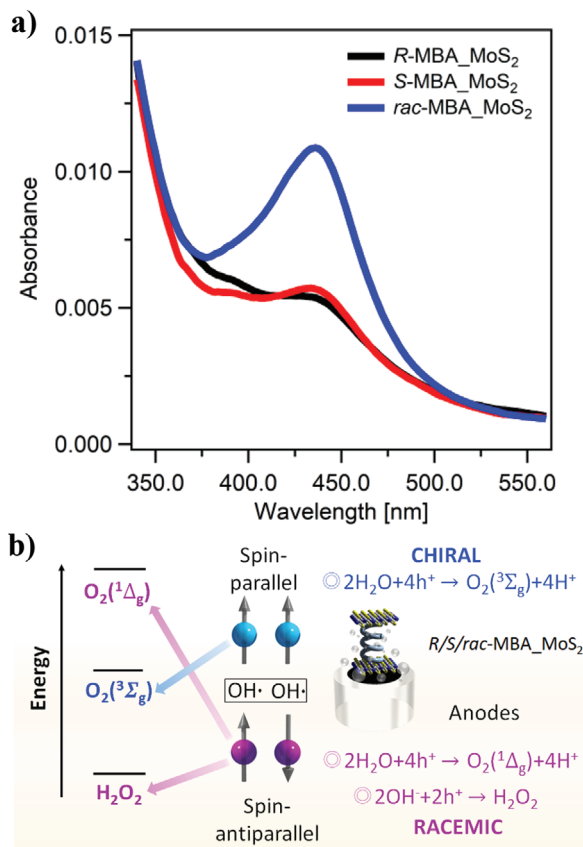 a)
0.015
0.010
0.005
0.000
Absorbance
R-MBA_MoS₂
S-MBA_MoS₂
rac-MBA_MoS₂
350.0 400.0 450.0 500.0 550.0
Wavelength [nm]
b)
Energy
O₂(¹Δg)
O₂(³Σg)
H₂O₂
Spin-
parallel
OH· OH·
Spin-
antiparallel
CHIRAL
◎ 2H₂O+4h⁺ → O₂(³Σg)+4H⁺
R/S/rac-MBA_MoS₂
Anodes
◎ 2H₂O+4h⁺ → O₂(¹Δg)+4H⁺
◎ 2OH⁻+2h⁺ → H₂O₂
RACEMIC